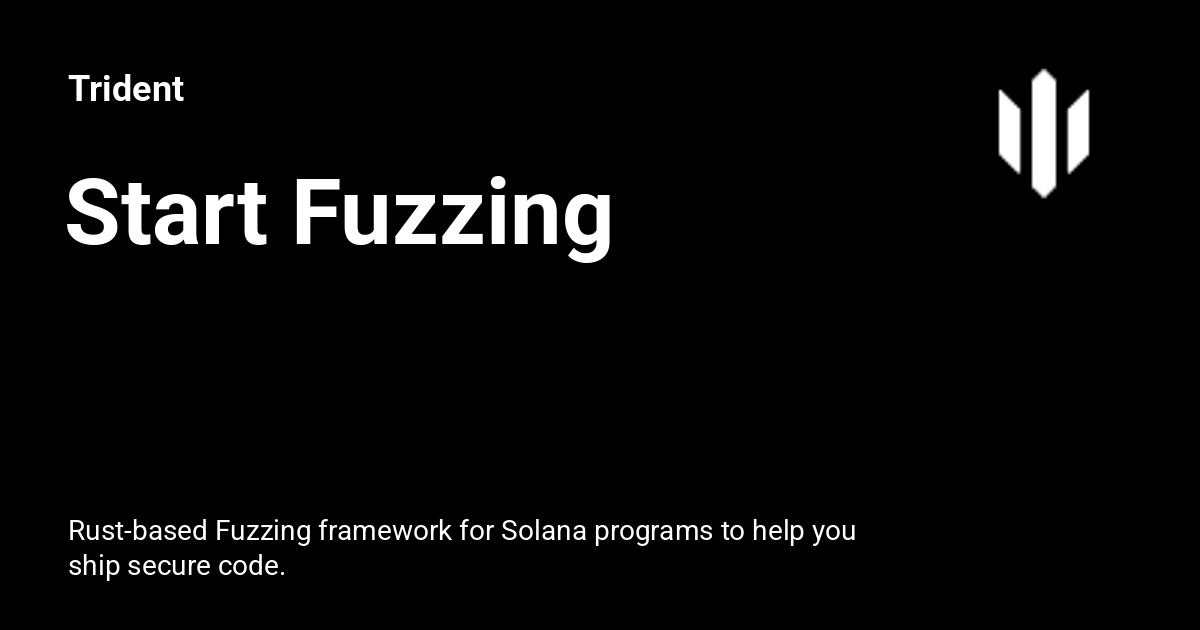 Trident
Start Fuzzing
Rust-based Fuzzing framework for Solana programs to help you
ship secure code.